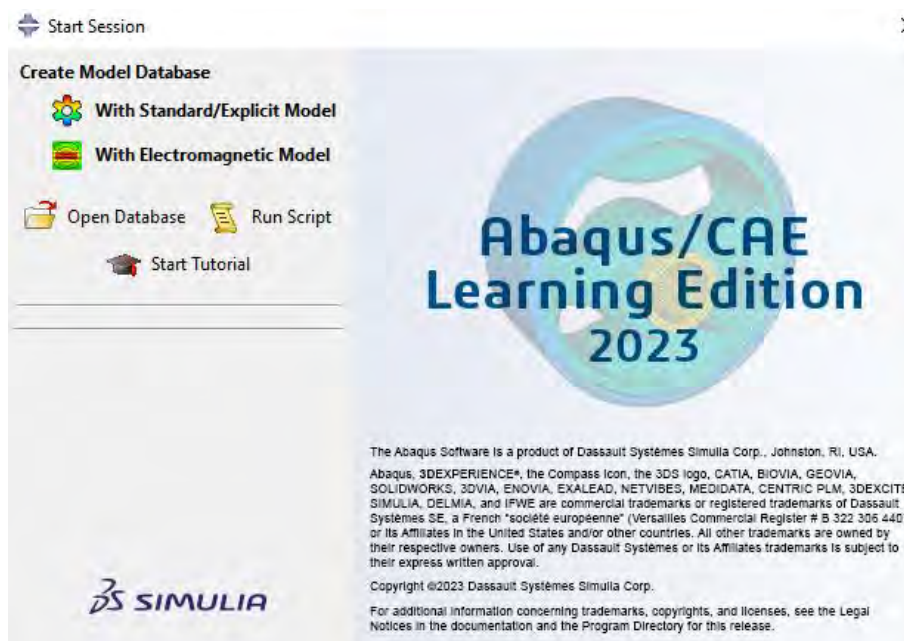 Start Session
Create Model Database
With Standard/Explicit Model
With Electromagnetic Model
Open Database
Run Script
Start Tutorial
Abaqus/CAE
Learning Edition
2023
The Abaqus Software is a product of Dassault Systèmes Simulia Corp., Johnston, RI, USA.
Abaqus, 3DEXPERIENCE®, the Compass icon, the 3DS logo, CATIA, BIOVIA, GEOVIA,
SOLIDWORKS, 3DVIA, ENOVIA, EXALEAD, NETVIBES, MEDIDATA, CENTRIC PLM, 3DEXCITE
SIMULIA, DELMIA, and IFWE are commercial trademarks or registered trademarks of Dassault
Systèmes SE, a French "société européenne" (Versailles Commercial Register # B 322 306 440
or its affiliates in the United States and/or other countries. All other trademarks are owned by
their respective owners. Use of any Dassault Systèmes or its affiliates trademarks is subject to
their express written approval.
Copyright ©2023 Dassault Systèmes Simulia Corp.
For additional information concerning trademarks, copyrights, and licenses, see the Legal
Notices in the documentation and the Program Directory for this release.
3S SIMULIA